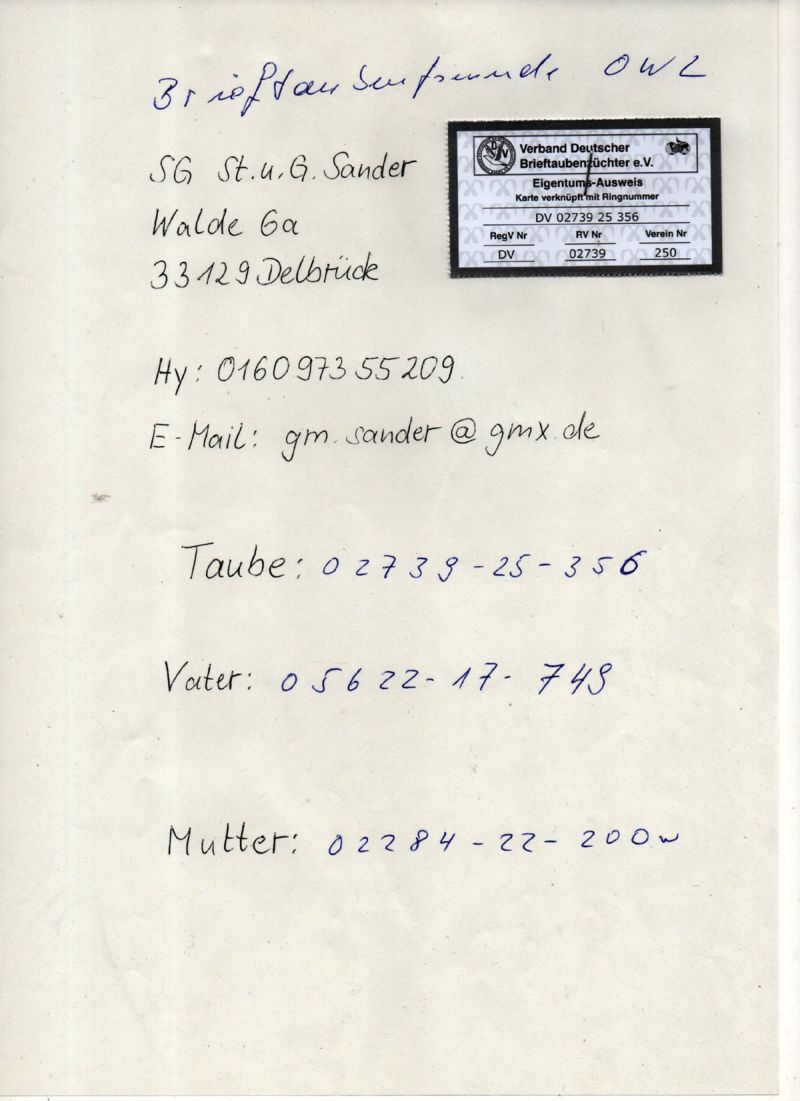 Brieftaubenfreunde OWL
SG St. u. G. Sander
Walde 6a
33129 Delbrück
Verband Deutscher
Brieftaubenzüchter e.V.
Eigentums-Ausweis
Karte verknüpft mit Ringnummer
DV 02739 25 356
RegV Nr RV Nr Verein Nr
DV 02739 250
Hy: 0160 973 55 209
E-Mail: gm.sander@gmx.de
Taube: 02739-25-356
Vater: 05622-17-749
Mutter: 02284-22-200w